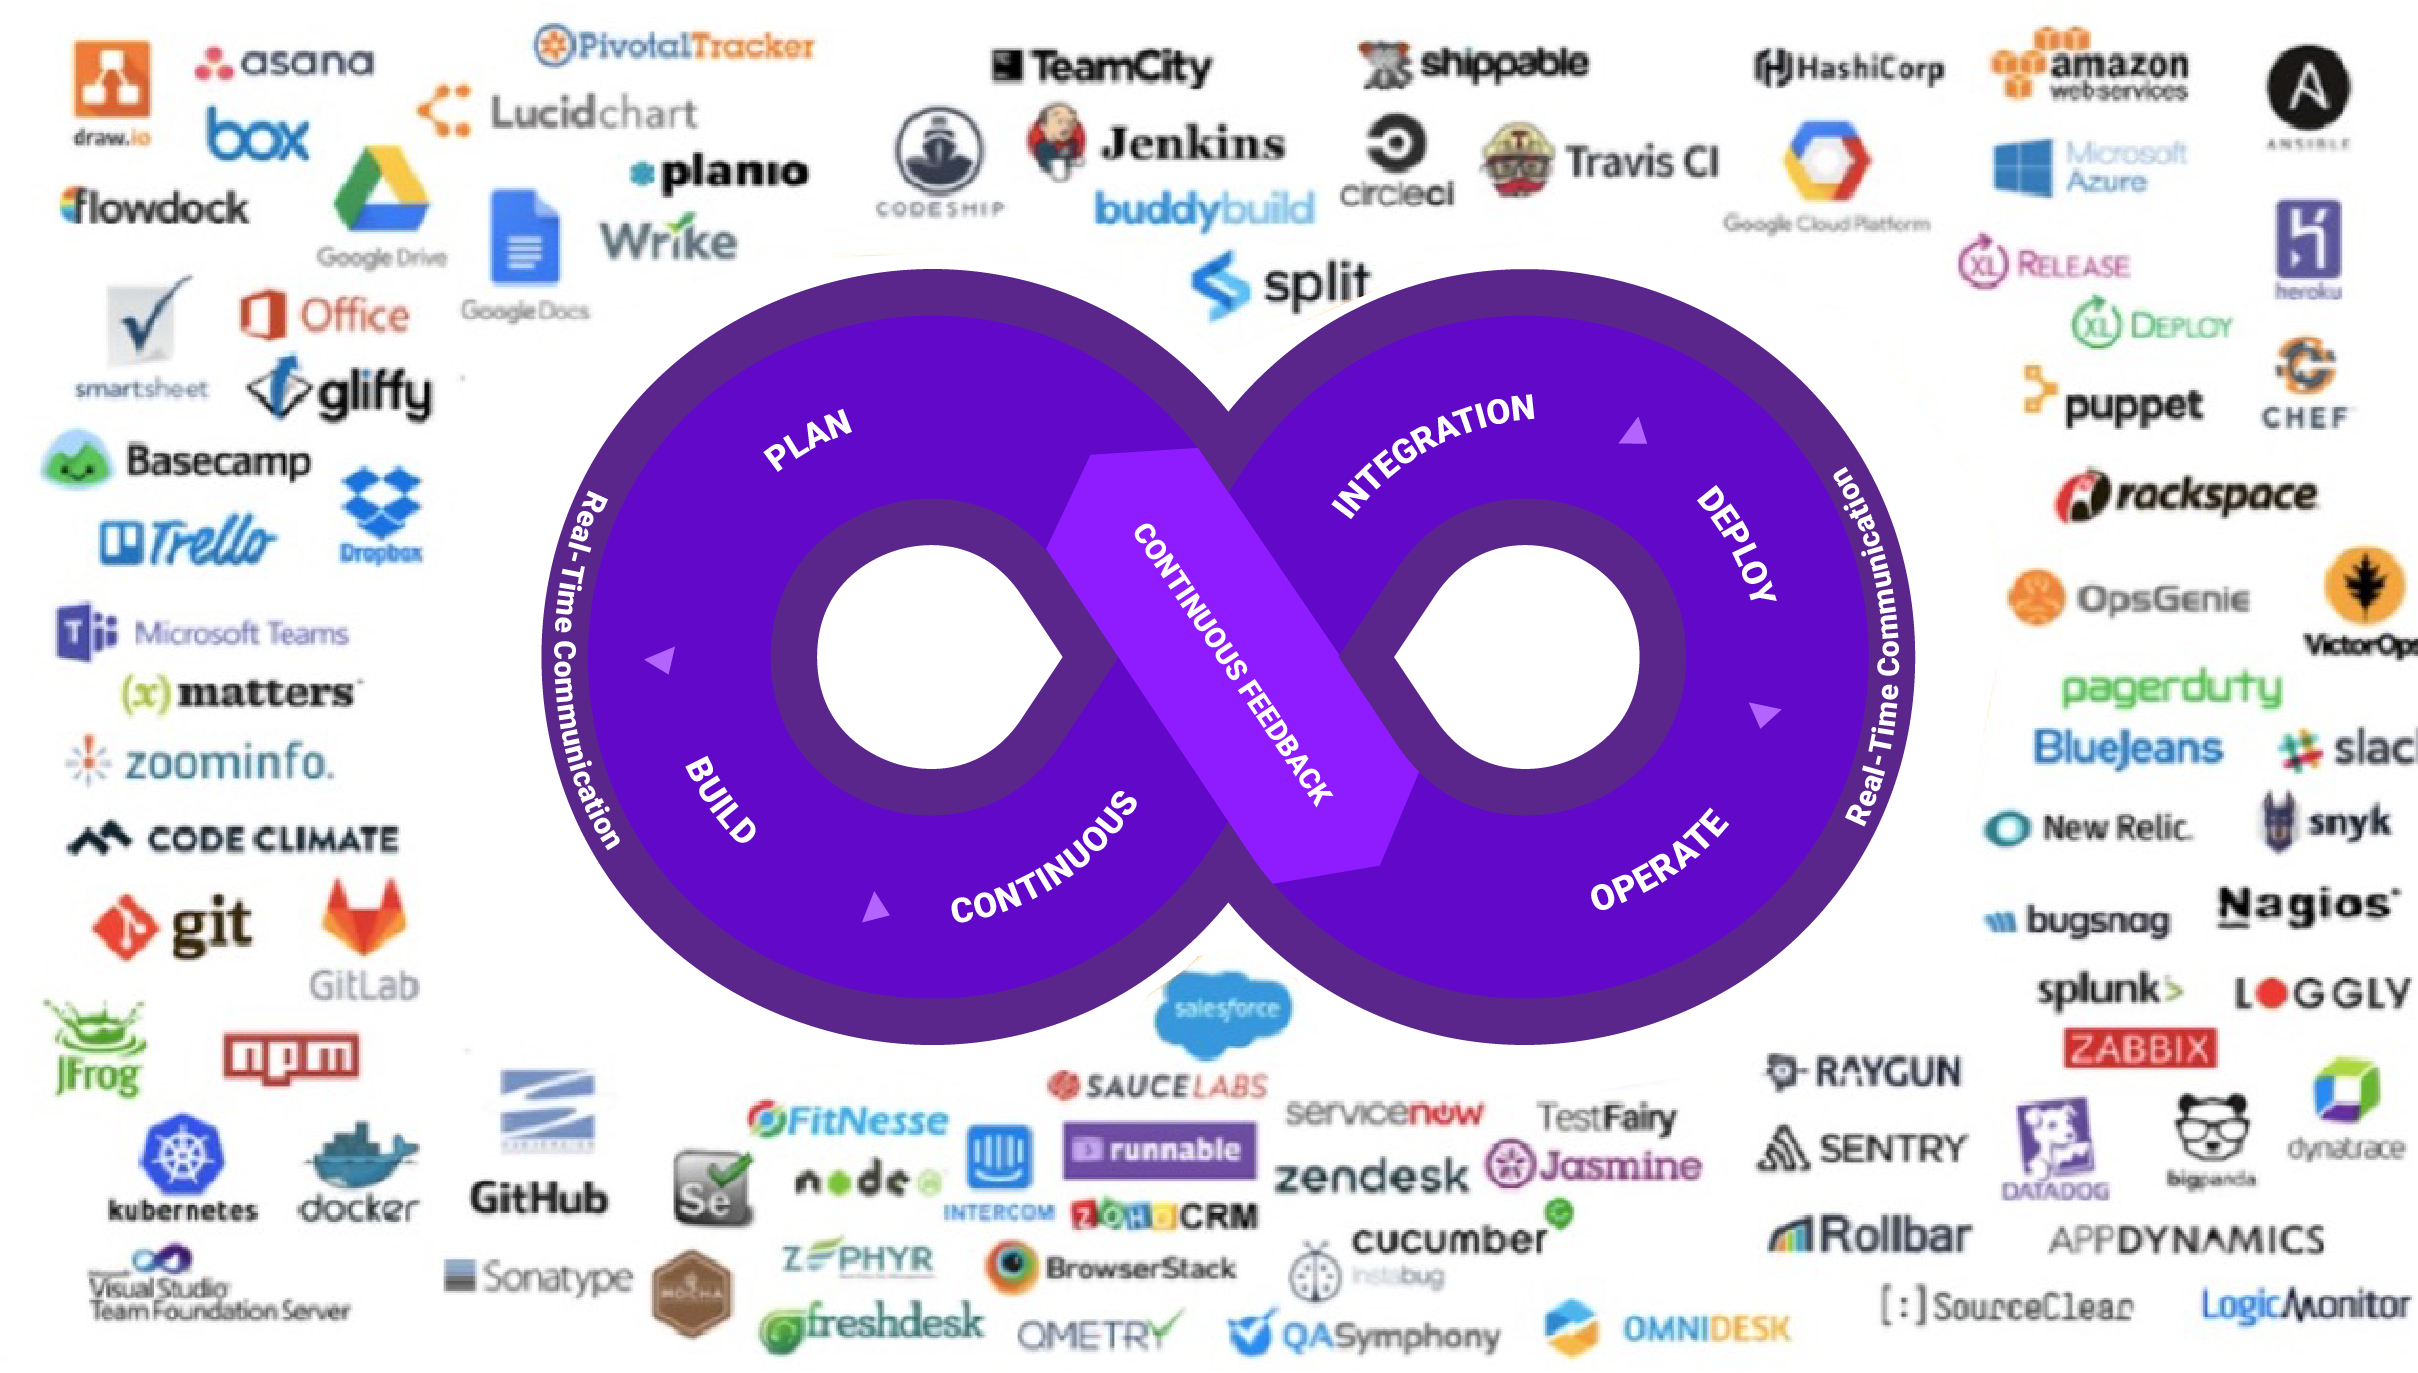 draw.io
asana
PivotalTracker
box
Lucidchart
flowdock
Google Drive
planio
Google Docs
Wrike
smartsheet
Office
gliffy
Basecamp
Trello
Dropbox
TeamCity
shippable
CODESHIP
Jenkins
circleci
Travis CI
buddybuild
split
HashiCorp
amazon
webservices
ANSIBLE
Google Cloud Platform
Microsoft
Azure
XL RELEASE
heroku
XL DEPLOY
puppet
CHEF
rackspace
OpsGenie
VictorOps
pagerduty
BlueJeans
slack
New Relic.
snyk
bugsnag
Nagios
splunk>
LOGGLY
ZABBIX
PLAN
BUILD
CONTINUOUS
INTEGRATION
DEPLOY
OPERATE
CONTINUOUS FEEDBACK
Real-Time Communication
Real-Time Communication
T Microsoft Teams
(x)matters
zoominfo.
CODE CLIMATE
git
GitLab
JFrog
npm
kubernetes
docker
GitHub
Visual Studio
Team Foundation Server
Sonatype
salesforce
SAUCELABS
FitNesse
Se
node
INTERCOM
runnable
servicenow
TestFairy
zendesk
Jasmine
ZOHO CRM
cucumber
ZEPHYR
BrowserStack
instabug
MOCHA
freshdesk
QMETRY
QASymphony
OMNIDESK
RAYGUN
SENTRY
DATADOG
bigpanda
dynatrace
Rollbar
APPDYNAMICS
[:]SourceClear
LogicMonitor